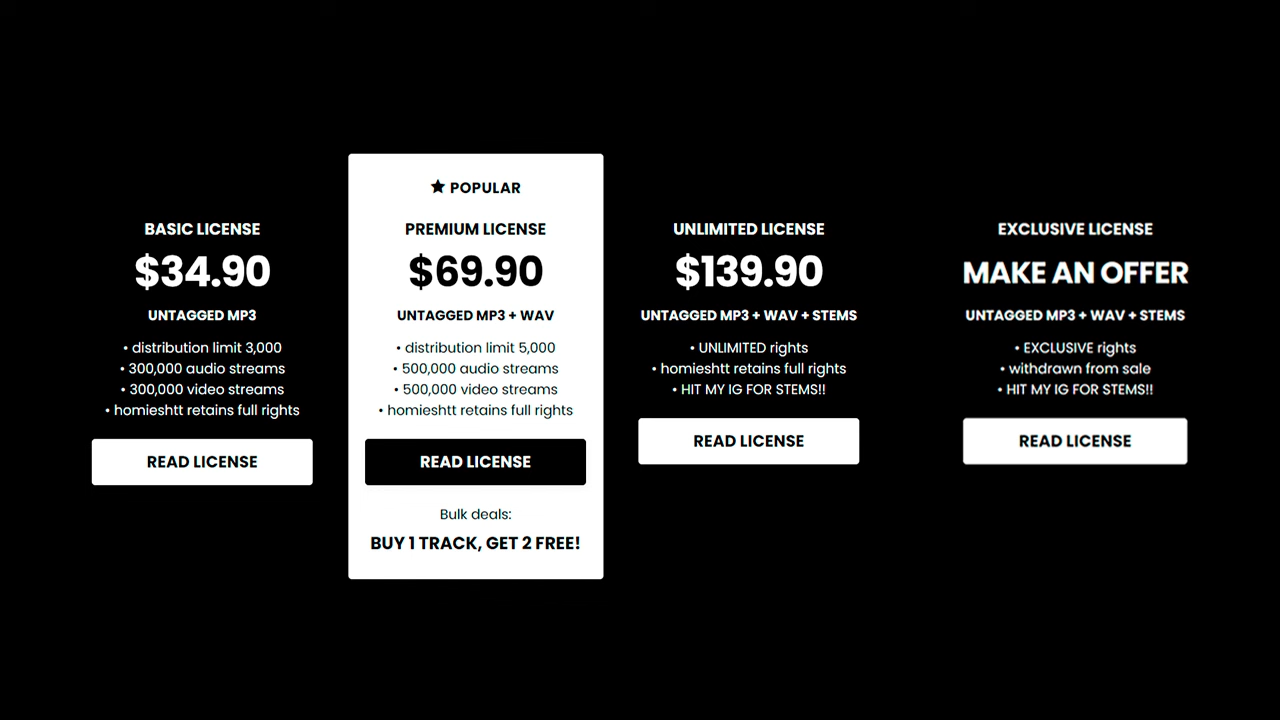 BASIC LICENSE
$34.90
UNTAGGED MP3
• distribution limit 3,000
• 300,000 audio streams
• 300,000 video streams
• homieshtt retains full rights
READ LICENSE
★ POPULAR
PREMIUM LICENSE
$69.90
UNTAGGED MP3 + WAV
• distribution limit 5,000
• 500,000 audio streams
• 500,000 video streams
• homieshtt retains full rights
READ LICENSE
Bulk deals:
BUY 1 TRACK, GET 2 FREE!
UNLIMITED LICENSE
$139.90
UNTAGGED MP3 + WAV + STEMS
• UNLIMITED rights
• homieshtt retains full rights
• HIT MY IG FOR STEMS!!
READ LICENSE
EXCLUSIVE LICENSE
MAKE AN OFFER
UNTAGGED MP3 + WAV + STEMS
• EXCLUSIVE rights
• withdrawn from sale
• HIT MY IG FOR STEMS!!
READ LICENSE